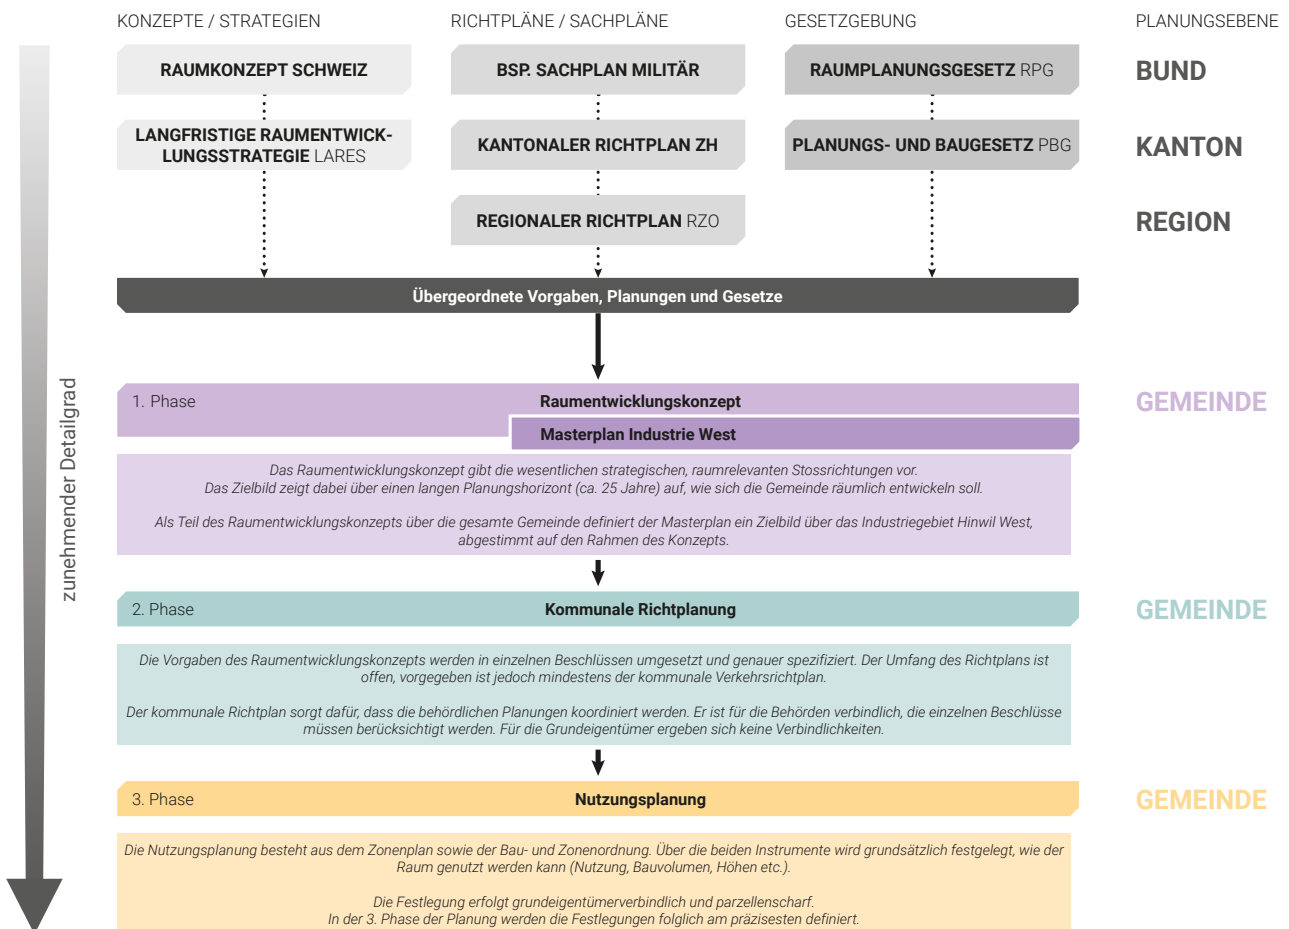 KONZEPTE / STRATEGIEN
RICHTPLÄNE / SACHPLÄNE
GESETZGEBUNG
PLANUNGSEBENE
RAUMKONZEPT SCHWEIZ
BSP. SACHPLAN MILITÄR
RAUMPLANUNGSGESETZ RPG
BUND
LANGFRISTIGE RAUMENTWICK-
LUNGSSTRATEGIE LARES
KANTONALER RICHTPLAN ZH
PLANUNGS- UND BAUGESETZ PBG
KANTON
REGIONALER RICHTPLAN RZO
REGION
Übergeordnete Vorgaben, Planungen und Gesetze
zunehmender Detailgrad
1. Phase
Raumentwicklungskonzept
GEMEINDE
Masterplan Industrie West
Das Raumentwicklungskonzept gibt die wesentlichen strategischen, raumrelevanten Stossrichtungen vor.
Das Zielbild zeigt dabei über einen langen Planungshorizont (ca. 25 Jahre) auf, wie sich die Gemeinde räumlich entwickeln soll.
Als Teil des Raumentwicklungskonzepts über die gesamte Gemeinde definiert der Masterplan ein Zielbild über das Industriegebiet Hinwil West,
abgestimmt auf den Rahmen des Konzepts.
2. Phase
Kommunale Richtplanung
GEMEINDE
Die Vorgaben des Raumentwicklungskonzepts werden in einzelnen Beschlüssen umgesetzt und genauer spezifiziert. Der Umfang des Richtplans ist
offen, vorgegeben ist jedoch mindestens der kommunale Verkehrsrichtplan.
Der kommunale Richtplan sorgt dafür, dass die behördlichen Planungen koordiniert werden. Er ist für die Behörden verbindlich, die einzelnen Beschlüsse
müssen berücksichtigt werden. Für die Grundeigentümer ergeben sich keine Verbindlichkeiten.
3. Phase
Nutzungsplanung
GEMEINDE
Die Nutzungsplanung besteht aus dem Zonenplan sowie der Bau- und Zonenordnung. Über die beiden Instrumente wird grundsätzlich festgelegt, wie der
Raum genutzt werden kann (Nutzung, Bauvolumen, Höhen etc.).
Die Festlegung erfolgt grundeigentümerverbindlich und parzellenscharf.
In der 3. Phase der Planung werden die Festlegungen folglich am präzisesten definiert.